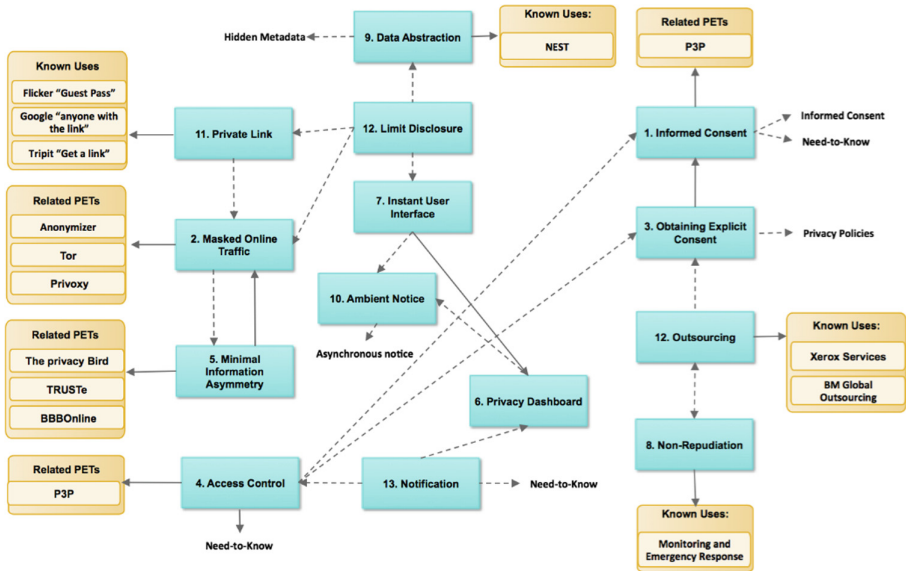 Known Uses:
NEST
Hidden Metadata
9. Data Abstraction
Related PETs
P3P
Known Uses
Flicker “Guest Pass”
Google “anyone with
the link”
Tripit “Get a link”
11. Private Link
12. Limit Disclosure
1. Informed Consent
Informed Consent
Need-to-Know
7. Instant User
Interface
Related PETs
Anonymizer
Tor
Privoxy
2. Masked Online
Traffic
3. Obtaining Explicit
Consent
Privacy Policies
10. Ambient Notice
Asynchronous notice
12. Outsourcing
Known Uses:
Xerox Services
BM Global
Outsourcing
Related PETs
The privacy Bird
TRUSTe
BBBOnline
5. Minimal
Information
Asymmetry
6. Privacy Dashboard
8. Non-Repudiation
Related PETs
P3P
4. Access Control
Need-to-Know
13. Notification
Need-to-Know
Known Uses:
Monitoring and
Emergency Response